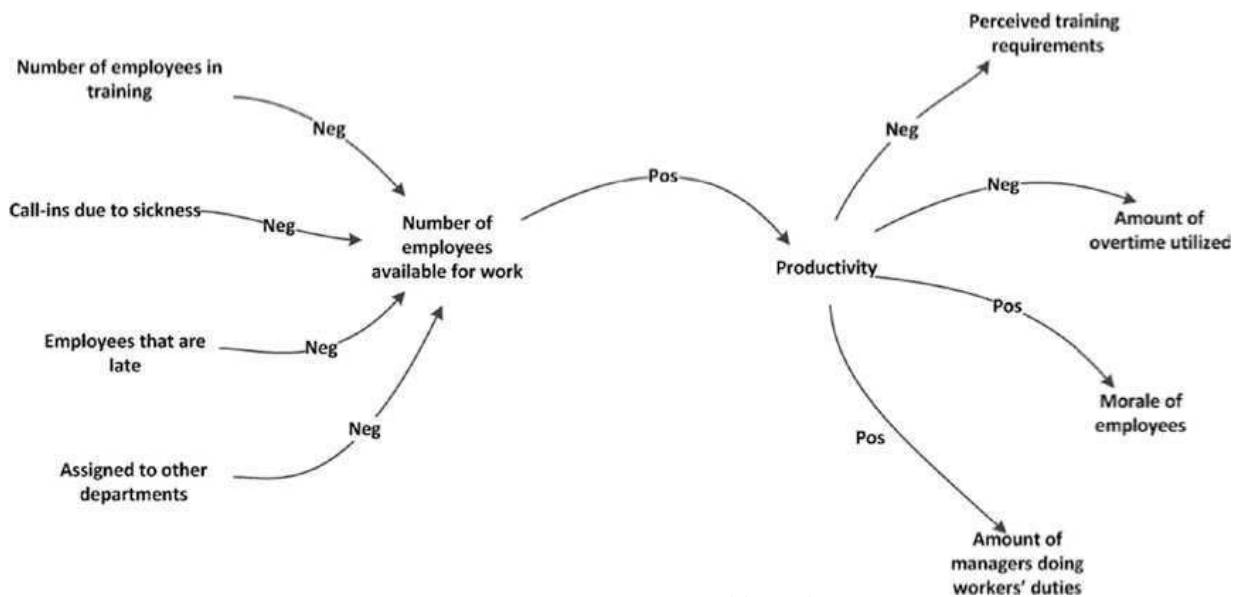 Perceived training
requirements
Number of employees in
training
Neg
Neg
Pos
Neg
Call-ins due to sickness
Neg
Number of
employees
available for work
Amount of
overtime utilized
Productivity
Pos
Employees that are
late
Neg
Morale of
employees
Neg
Pos
Assigned to other
departments
Amount of
managers doing
workers' duties